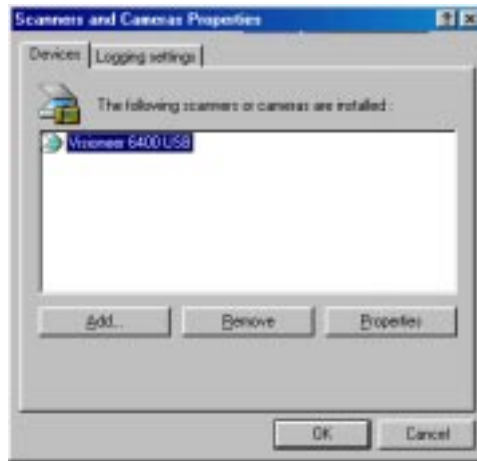 Scanners and Cameras Properties
Devices
Logging settings
The following scanners or cameras are installed :
Visioneer 6400 USB
Add...
Remove
Properties
OK
Cancel